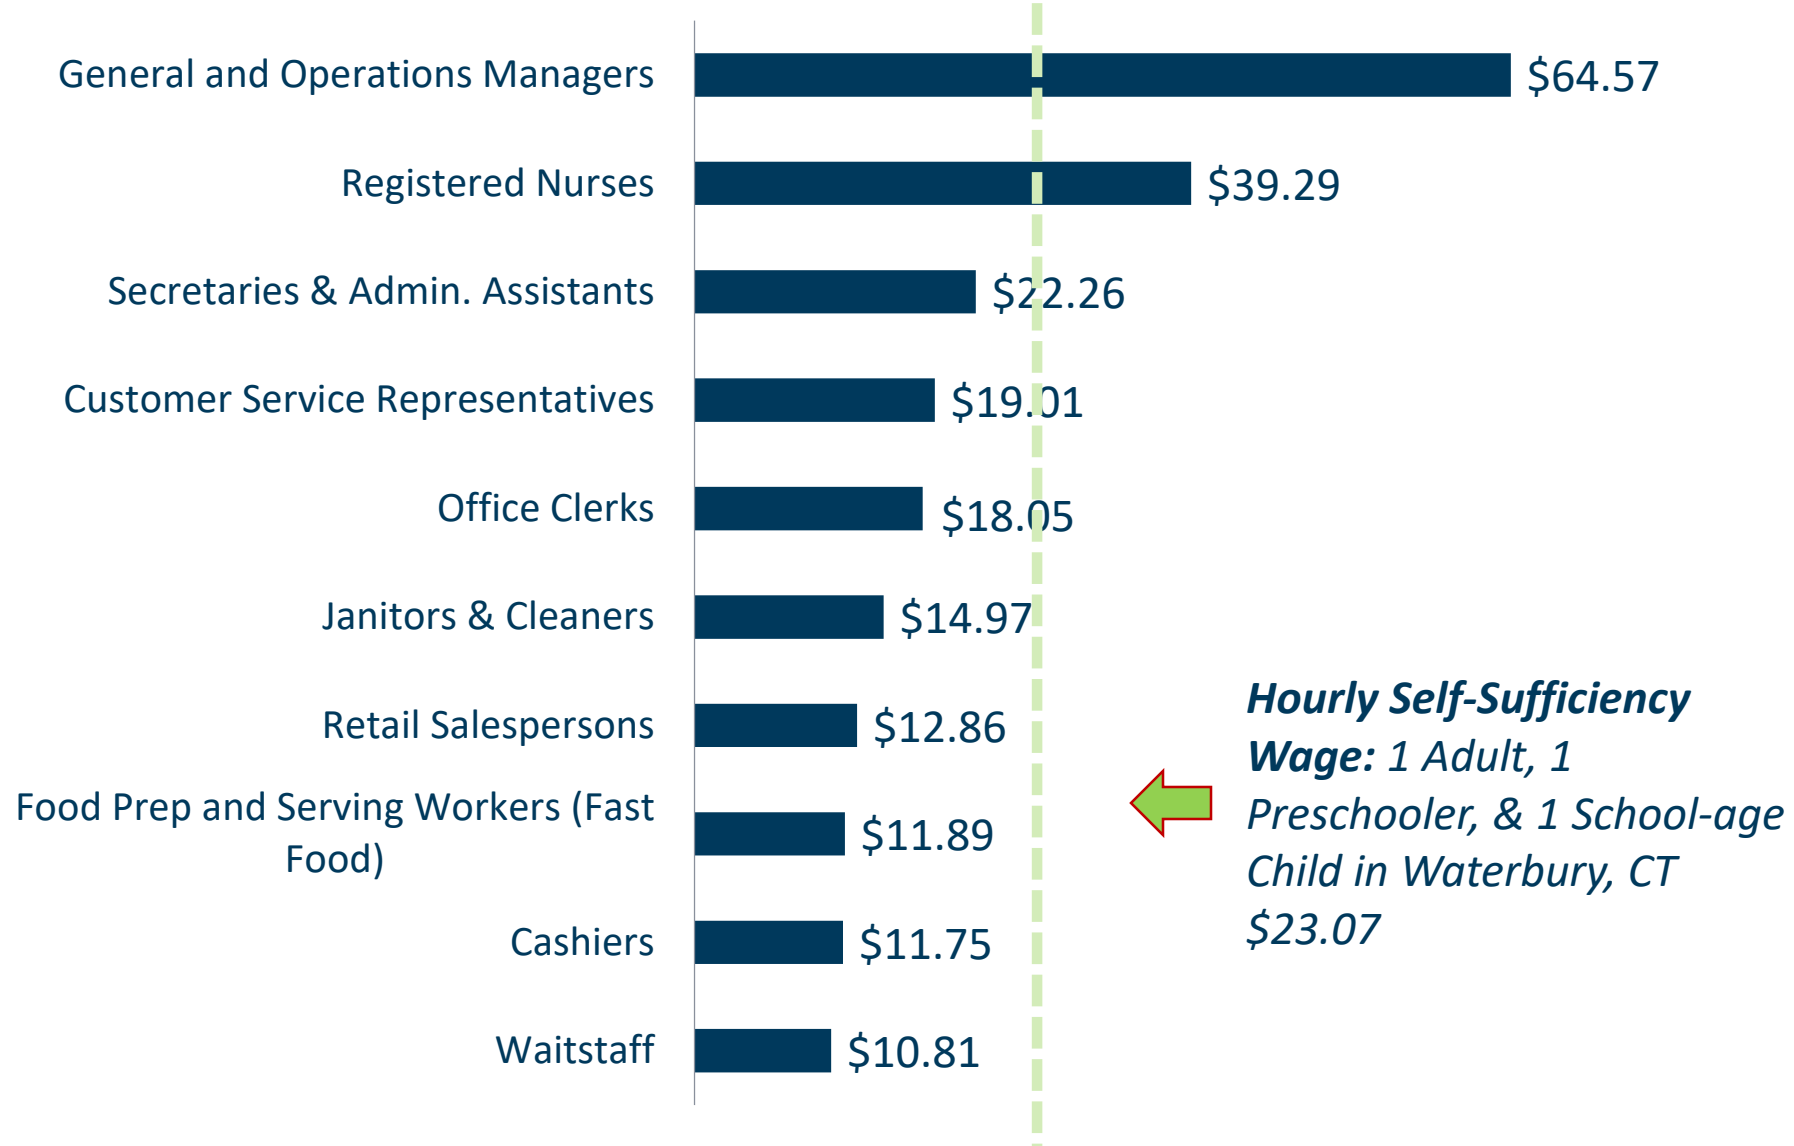 General and Operations Managers
$64.57
Registered Nurses
$39.29
Secretaries & Admin. Assistants
$22.26
Customer Service Representatives
$19.01
Office Clerks
$18.05
Janitors & Cleaners
$14.97
Retail Salespersons
$12.86
Food Prep and Serving Workers (Fast
Food)
$11.89
Cashiers
$11.75
Waitstaff
$10.81
Hourly Self-Sufficiency
Wage: 1 Adult, 1
Preschooler, & 1 School-age
Child in Waterbury, CT
$23.07